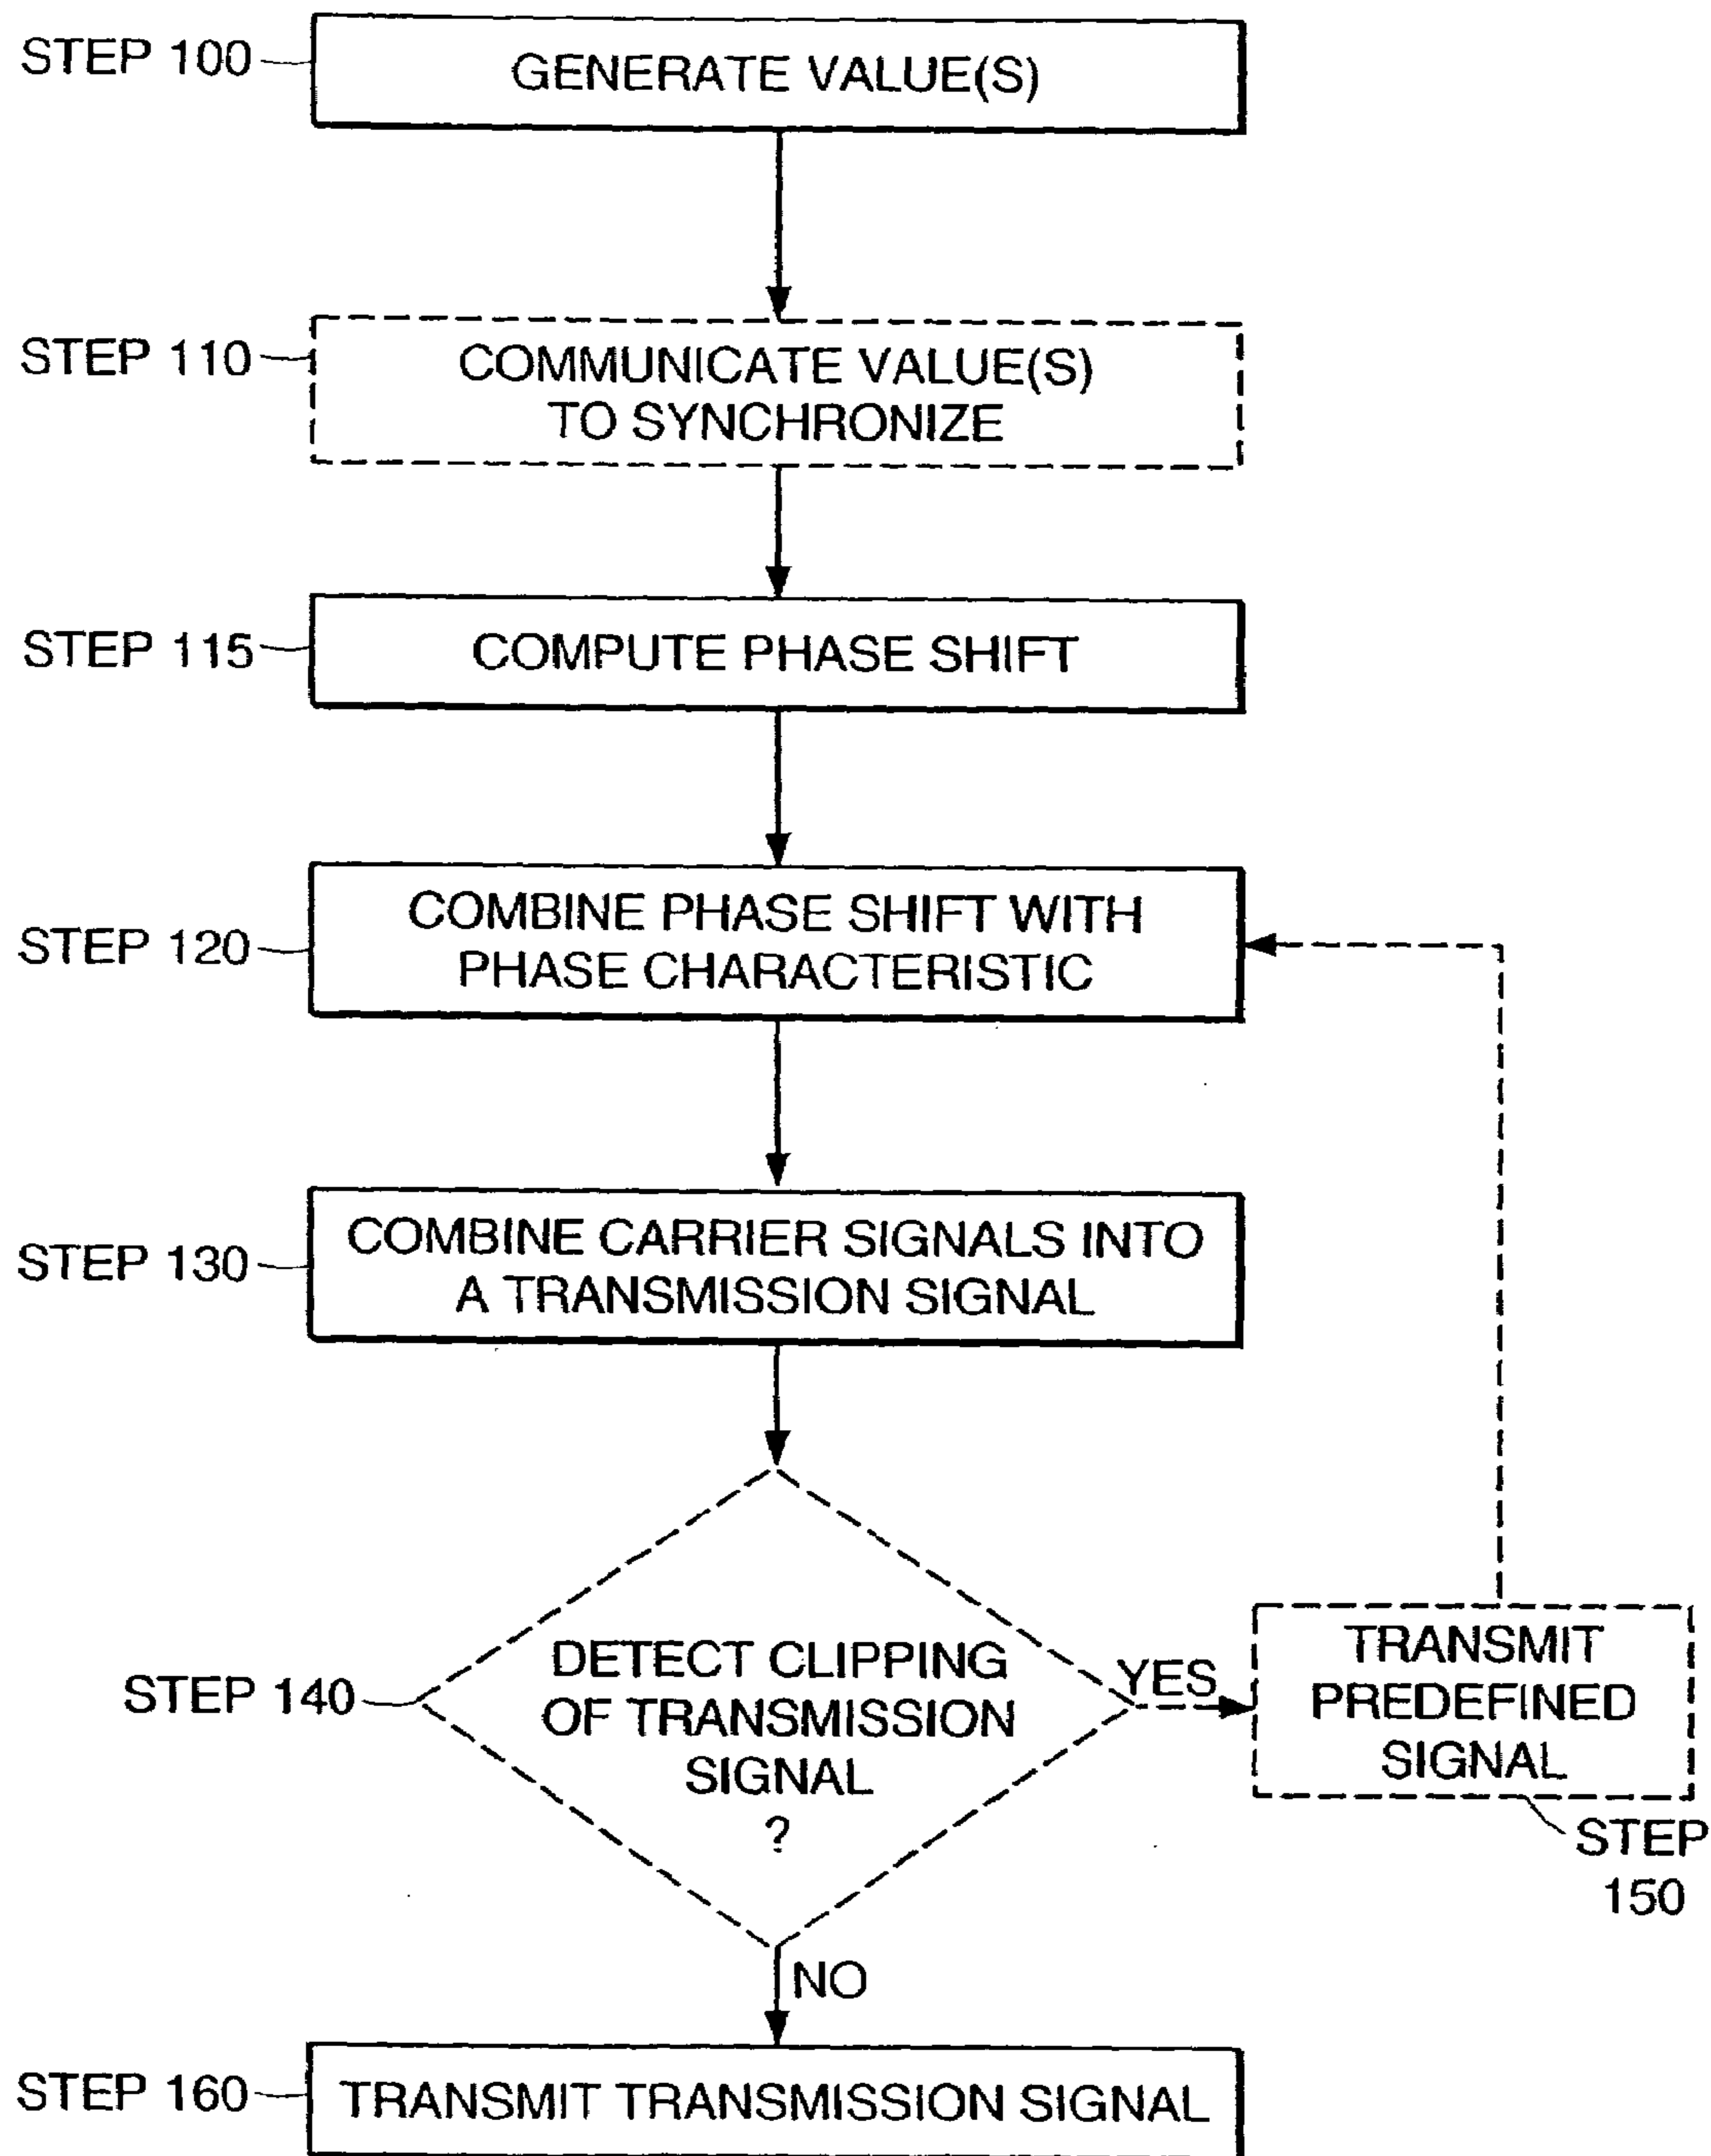 STEP 100
GENERATE VALUE(S)
STEP 110
COMMUNICATE VALUE(S)
TO SYNCHRONIZE
STEP 115
COMPUTE PHASE SHIFT
STEP 120
COMBINE PHASE SHIFT WITH
PHASE CHARACTERISTIC
STEP 130
COMBINE CARRIER SIGNALS INTO
A TRANSMISSION SIGNAL
STEP 140
DETECT CLIPPING
OF TRANSMISSION
SIGNAL
?
YES
TRANSMIT
PREDEFINED
SIGNAL
STEP
150
NO
STEP 160
TRANSMIT TRANSMISSION SIGNAL